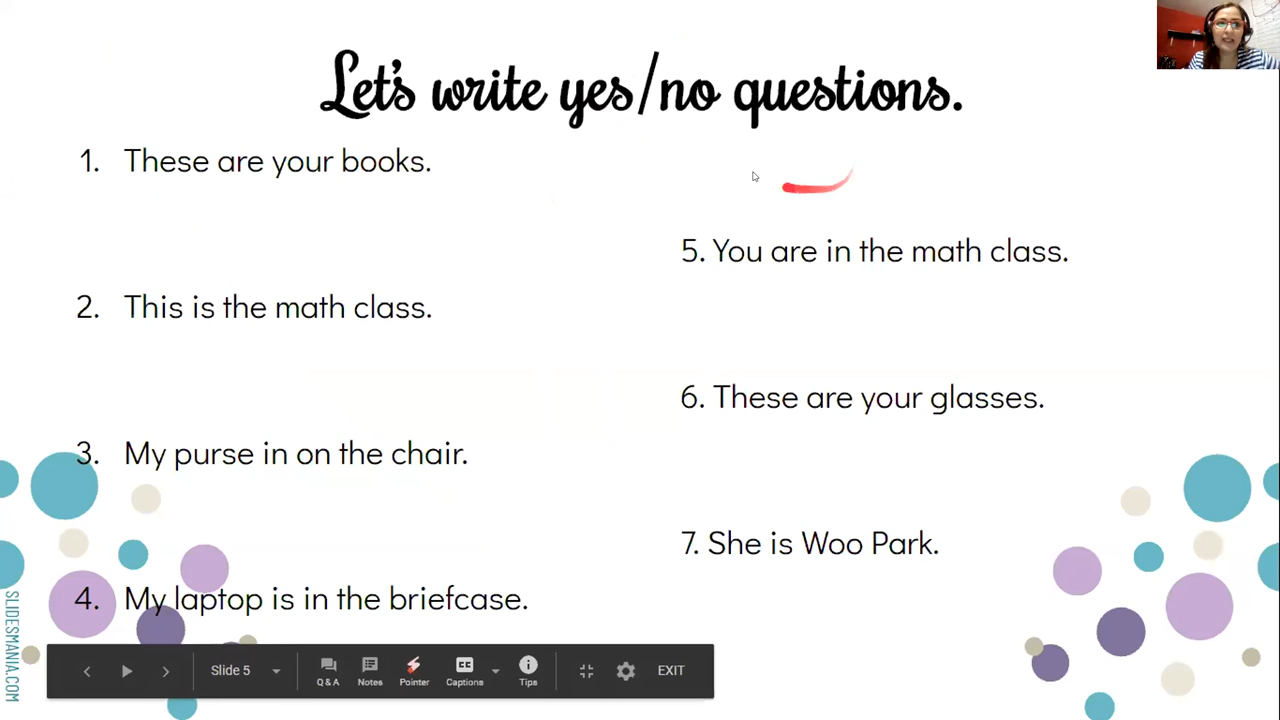 Let's write yes/no questions.
1. These are your books.
2. This is the math class.
3. My purse in on the chair.
4. My laptop is in the briefcase.
5. You are in the math class.
6. These are your glasses.
7. She is Woo Park.
SLIDESMANIA.COM
Slide 5
Q & A
Notes
Pointer
CC
Captions
Tips
EXIT